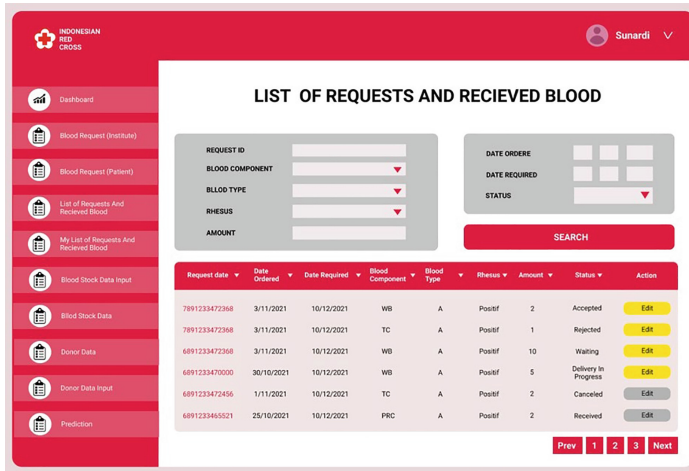 INDONESIAN
RED
CROSS
Sunardi
Dashboard
Blood Request (Institute)
Blood Request (Patient)
List of Requests And
Recieved Blood
My List of Requests And
Recieved Blood
Blood Stock Data Input
Bllod Stock Data
Donor Data
Donor Data Input
Prediction
LIST OF REQUESTS AND RECIEVED BLOOD
REQUEST ID
BLOOD COMPONENT
BLLOD TYPE
RHESUS
AMOUNT
DATE ORDERE
DATE REQUIRED
STATUS
SEARCH
Request date Date Ordered Date Required Blood Component Blood Type Rhesus Amount Status Action
7891233472368 3/11/2021 10/12/2021 WB A Positif 2 Accepted Edit
7891233472368 3/11/2021 10/12/2021 TC A Positif 1 Rejected Edit
6891233472368 3/11/2021 10/12/2021 WB A Positif 10 Waiting Edit
6891233470000 30/10/2021 10/12/2021 WB A Positif 5 Delivery In Progress Edit
6891233472456 1/11/2021 10/12/2021 TC A Positif 2 Canceled Edit
6891233465521 25/10/2021 10/12/2021 PRC A Positif 2 Received Edit
Prev 1 2 3 Next